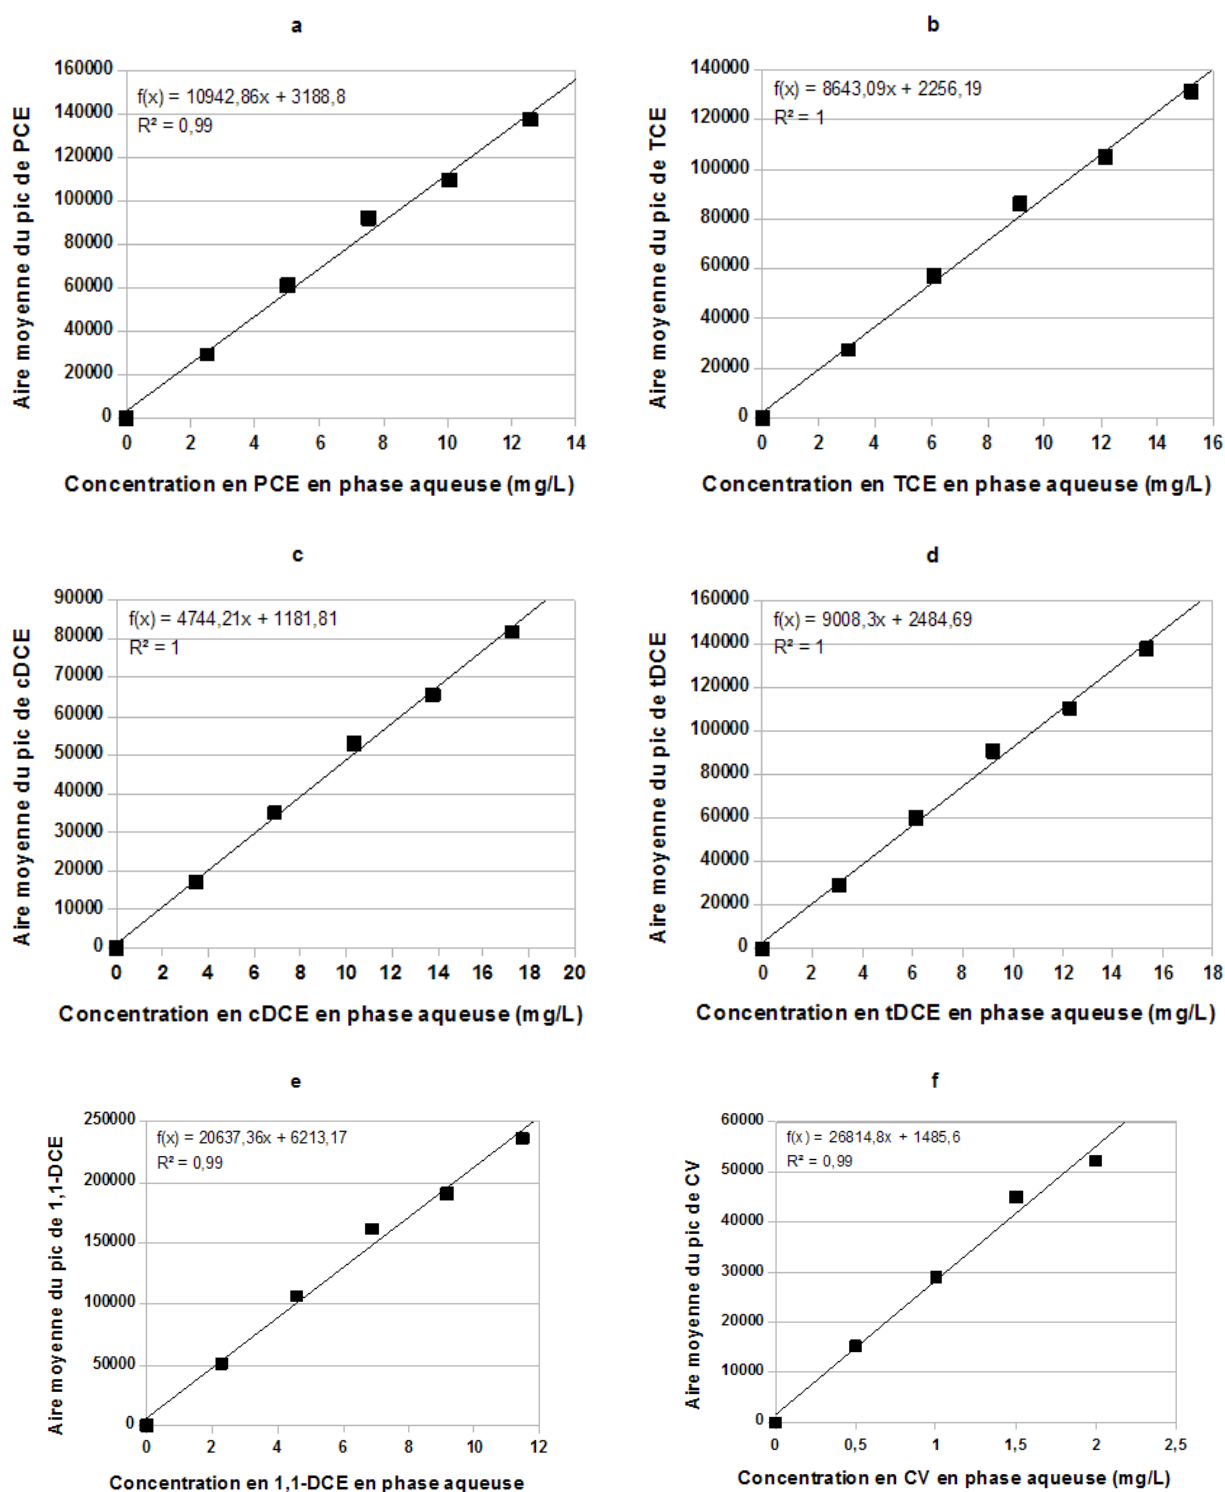 a
160000
140000
120000
100000
80000
60000
40000
20000
0
0 2 4 6 8 10 12 14
f(x) = 10942,86x + 3188,8
R² = 0,99
Aire moyenne du pic de PCE
Concentration en PCE en phase aqueuse (mg/L)
b
140000
120000
100000
80000
60000
40000
20000
0
0 2 4 6 8 10 12 14 16
f(x) = 8643,09x + 2256,19
R² = 1
Aire moyenne du pic de TCE
Concentration en TCE en phase aqueuse (mg/L)
c
90000
80000
70000
60000
50000
40000
30000
20000
10000
0
0 2 4 6 8 10 12 14 16 18 20
f(x) = 4744,21x + 1181,81
R² = 1
Aire moyenne du pic de cDCE
Concentration en cDCE en phase aqueuse (mg/L)
d
160000
140000
120000
100000
80000
60000
40000
20000
0
0 2 4 6 8 10 12 14 16 18
f(x) = 9008,3x + 2484,69
R² = 1
Aire moyenne du pic de tDCE
Concentration en tDCE en phase aqueuse (mg/L)
e
250000
200000
150000
100000
50000
0
0 2 4 6 8 10 12
f(x) = 20637,36x + 6213,17
R² = 0,99
Aire moyenne du pic de 1,1-DCE
Concentration en 1,1-DCE en phase aqueuse
f
60000
50000
40000
30000
20000
10000
0
0 0,5 1 1,5 2 2,5
f(x) = 26814,8x + 1485,6
R² = 0,99
Aire moyenne du pic de CV
Concentration en CV en phase aqueuse (mg/L)